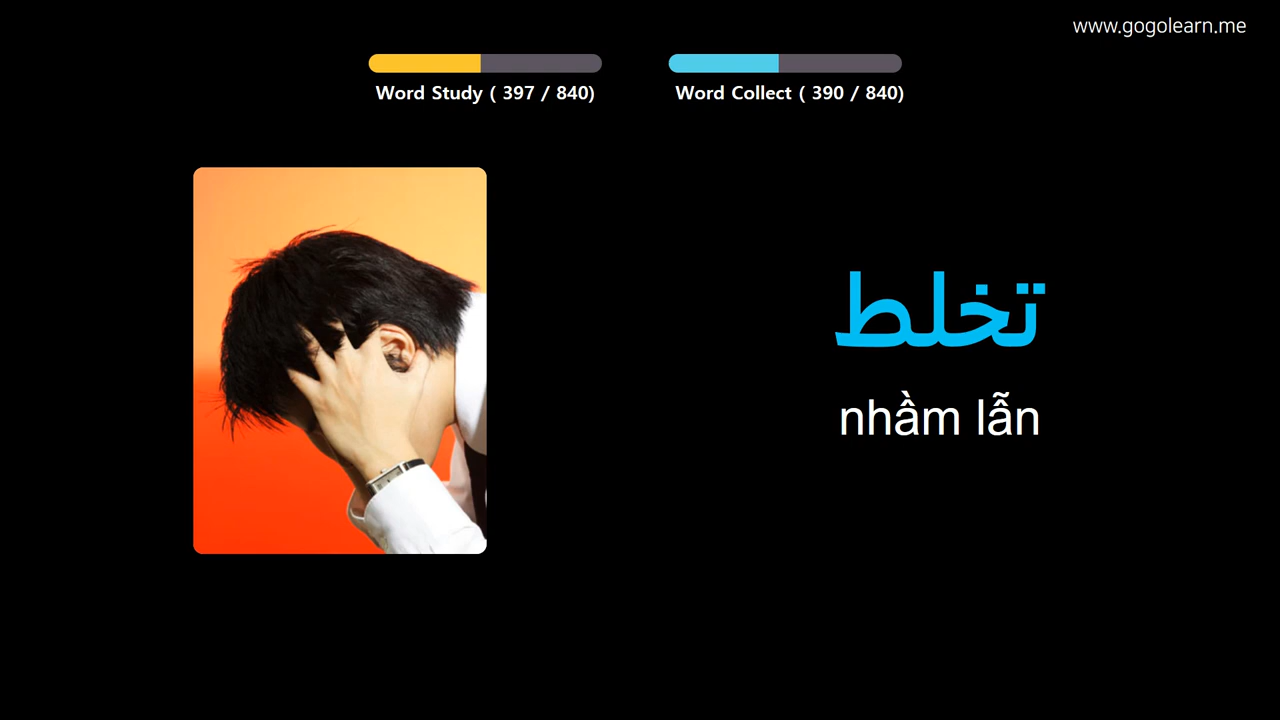 www.gogolearn.me
Word Study ( 397 / 840)
Word Collect ( 390 / 840)
تخلط
nhầm lẫn